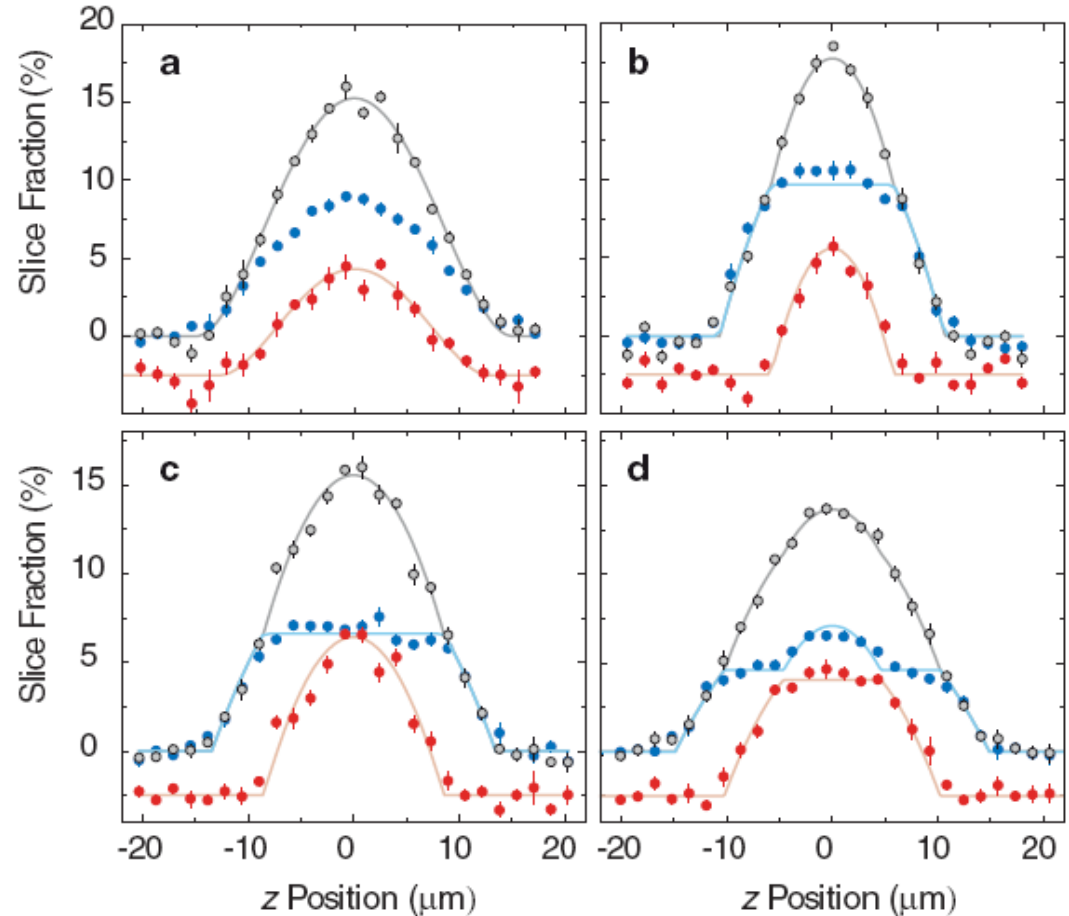 20
a
b
15
10
5
0
Slice Fraction (%)
c
d
15
10
5
0
Slice Fraction (%)
-20 -10 0 10 20 -20 -10 0 10 20
z Position (μm) z Position (μm)